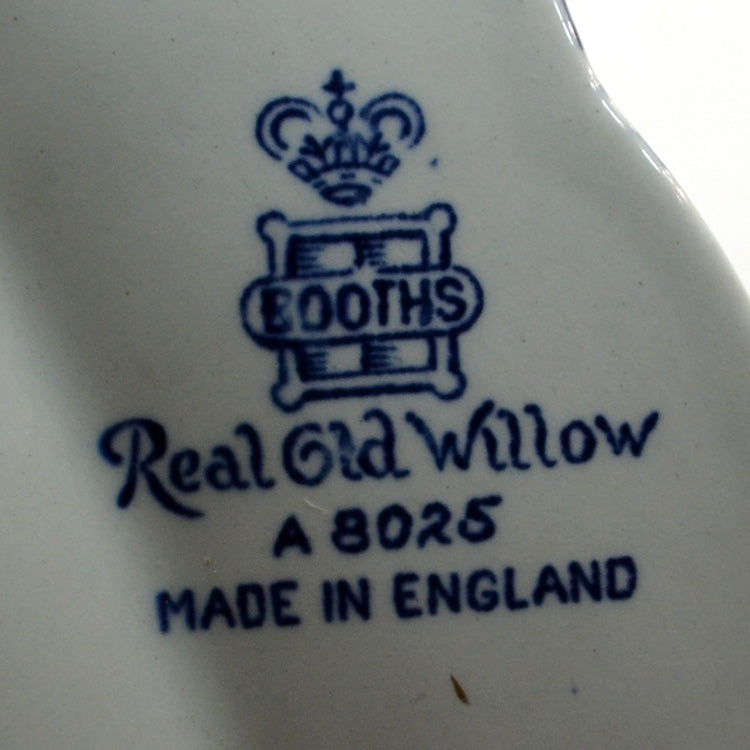 BOOTHS
Real Old Willow
A 8025
MADE IN ENGLAND